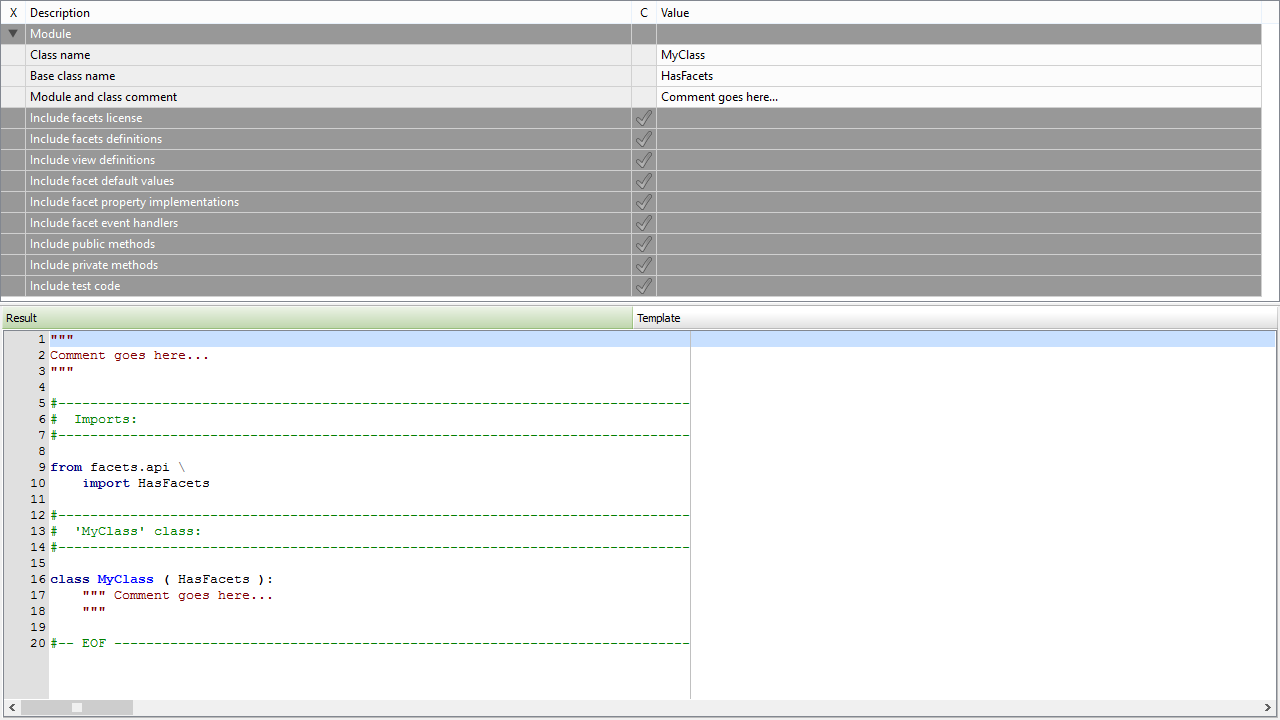 X Description C Value
Module
Class name MyClass
Base class name HasFacets
Module and class comment Comment goes here...
Include facets license
Include facets definitions
Include view definitions
Include facet default values
Include facet property implementations
Include facet event handlers
Include public methods
Include private methods
Include test code
Result Template
1 """
2 Comment goes here...
3 """
4
5 #-------------------------------------------------------------------------------
6 #  Imports:
7 #-------------------------------------------------------------------------------
8
9 from facets.api \
10     import HasFacets
11
12 #-------------------------------------------------------------------------------
13 #  'MyClass' class:
14 #-------------------------------------------------------------------------------
15
16 class MyClass ( HasFacets ):
17     """ Comment goes here...
18     """
19
20 #-- EOF ------------------------------------------------------------------------